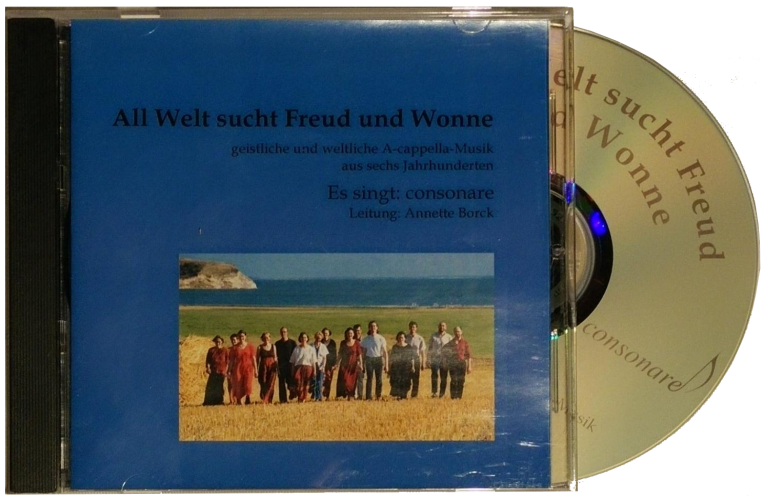 All Welt sucht Freud und Wonne
geistliche und weltliche A-cappella-Musik
aus sechs Jahrhunderten
Es singt: consonare
Leitung: Annette Borck
elt sucht Freud
d Wonne
consonare